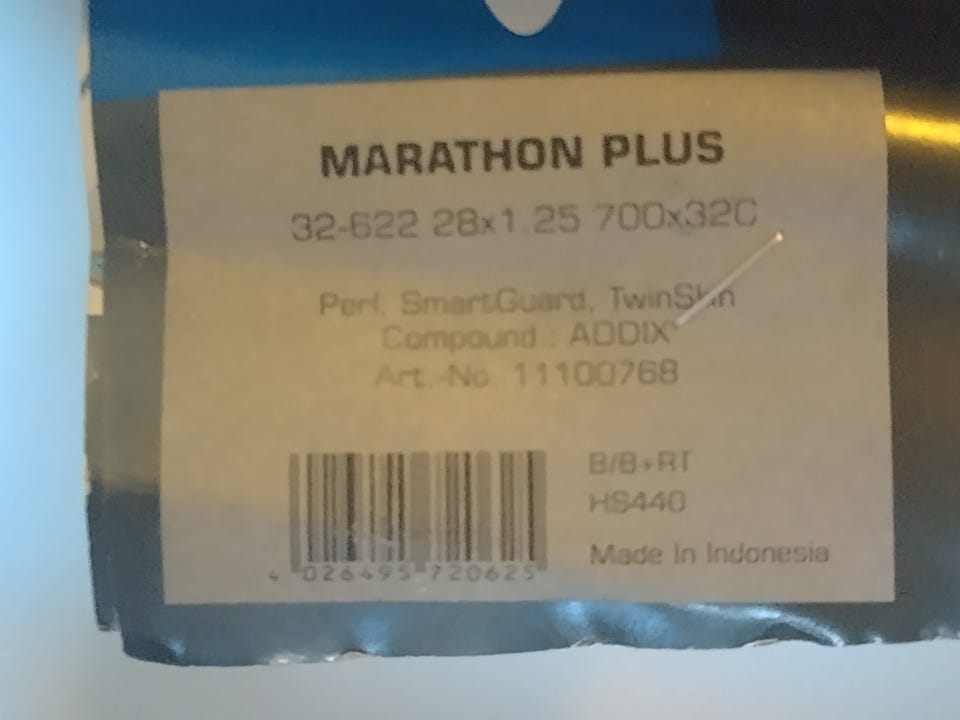 MARATHON PLUS
32-622 28x1.25 700x32C
Perf. SmartGuard, TwinSkin
Compound : ADDIX
Art.-No. 11100768
B/B+RT
HS440
Made In Indonesia
4 026495 720625